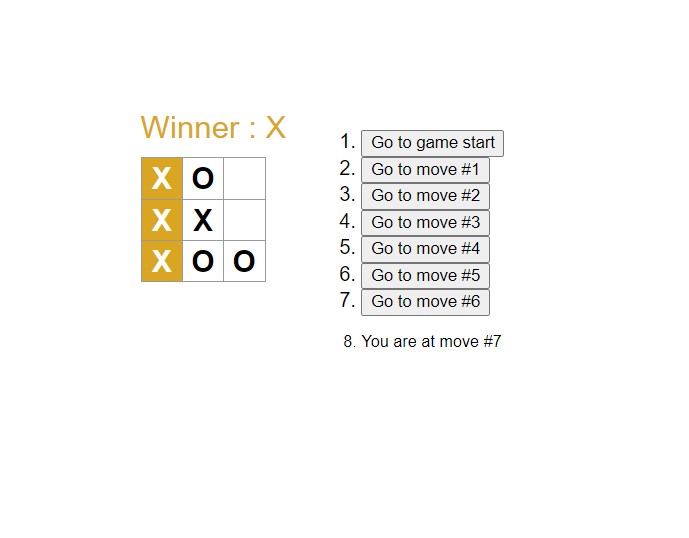 Winner : X
X O
X X
X O O
1. Go to game start
2. Go to move #1
3. Go to move #2
4. Go to move #3
5. Go to move #4
6. Go to move #5
7. Go to move #6
8. You are at move #7